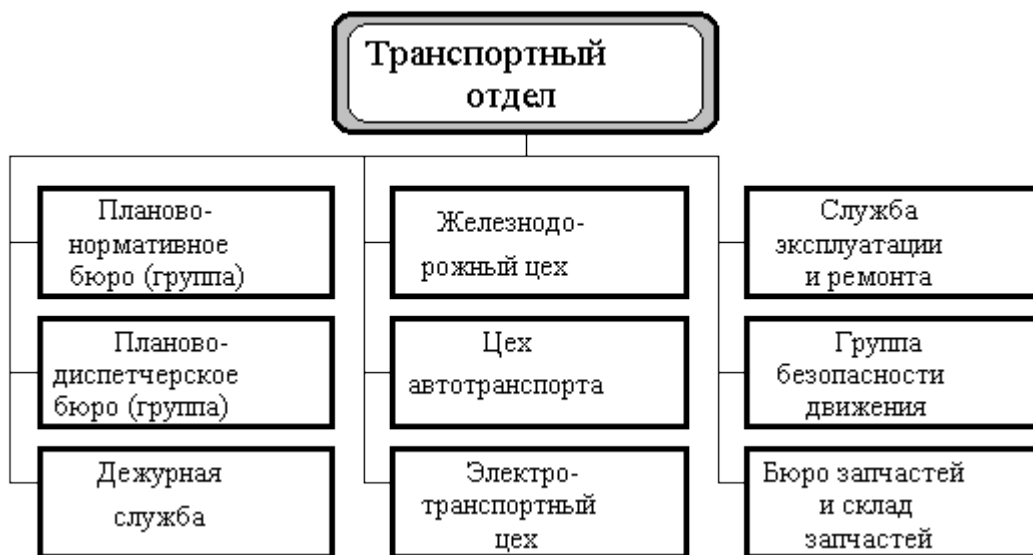 Транспортный
отдел
Планово-
нормативное
бюро (группа)
Железнодо-
рожный цех
Служба
эксплуатации
и ремонта
Планово-
диспетчерское
бюро (группа)
Цех
автотранспорта
Группа
безопасности
движения
Дежурная
служба
Электро-
транспортный
цех
Бюро запчастей
и склад
запчастей